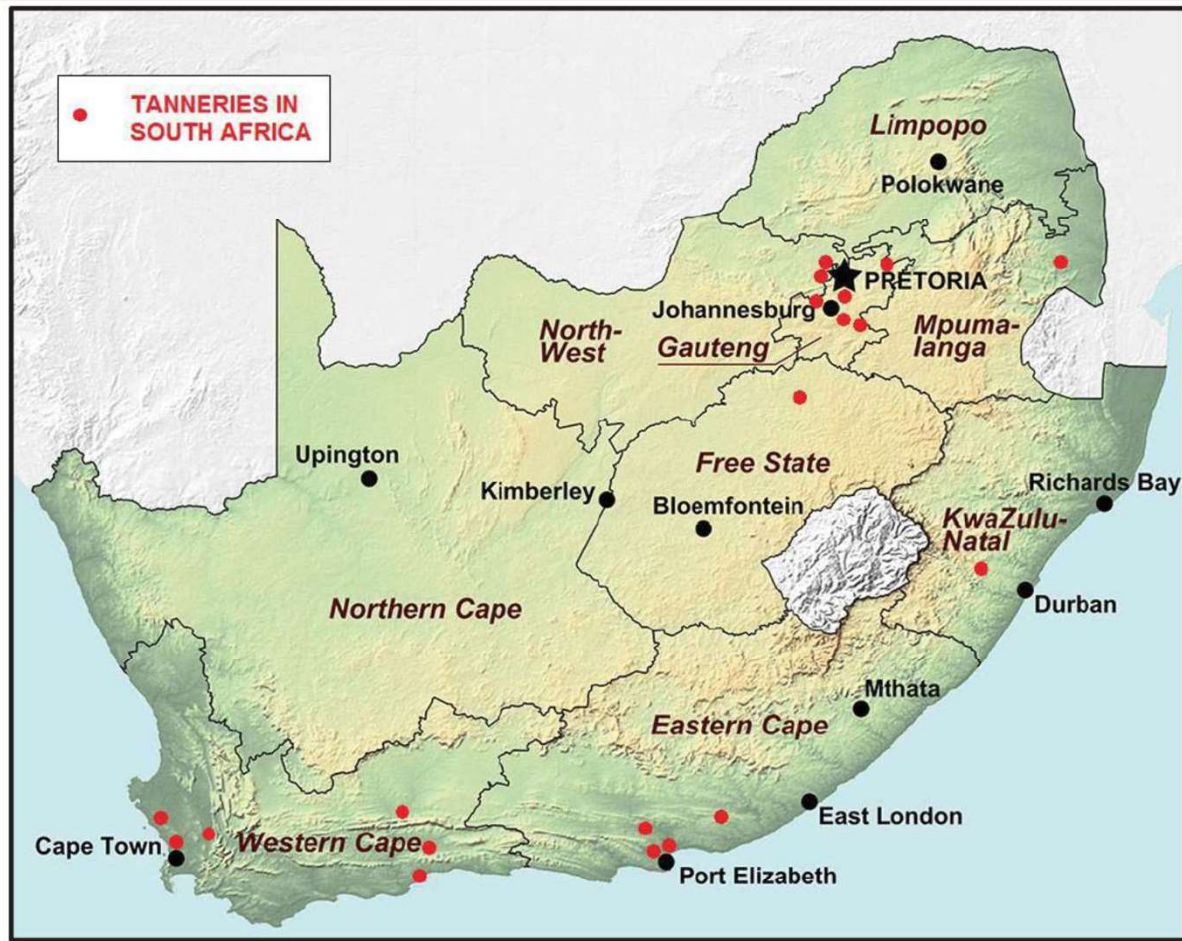 TANNERIES IN
SOUTH AFRICA
Limpopo
Polokwane
PRETORIA
Johannesburg
North-
West
Gauteng
Mpuma-
langa
Upington
Kimberley
Free State
Bloemfontein
Richards Bay
KwaZulu-
Natal
Durban
Northern Cape
Mthata
Eastern Cape
East London
Cape Town
Western Cape
Port Elizabeth